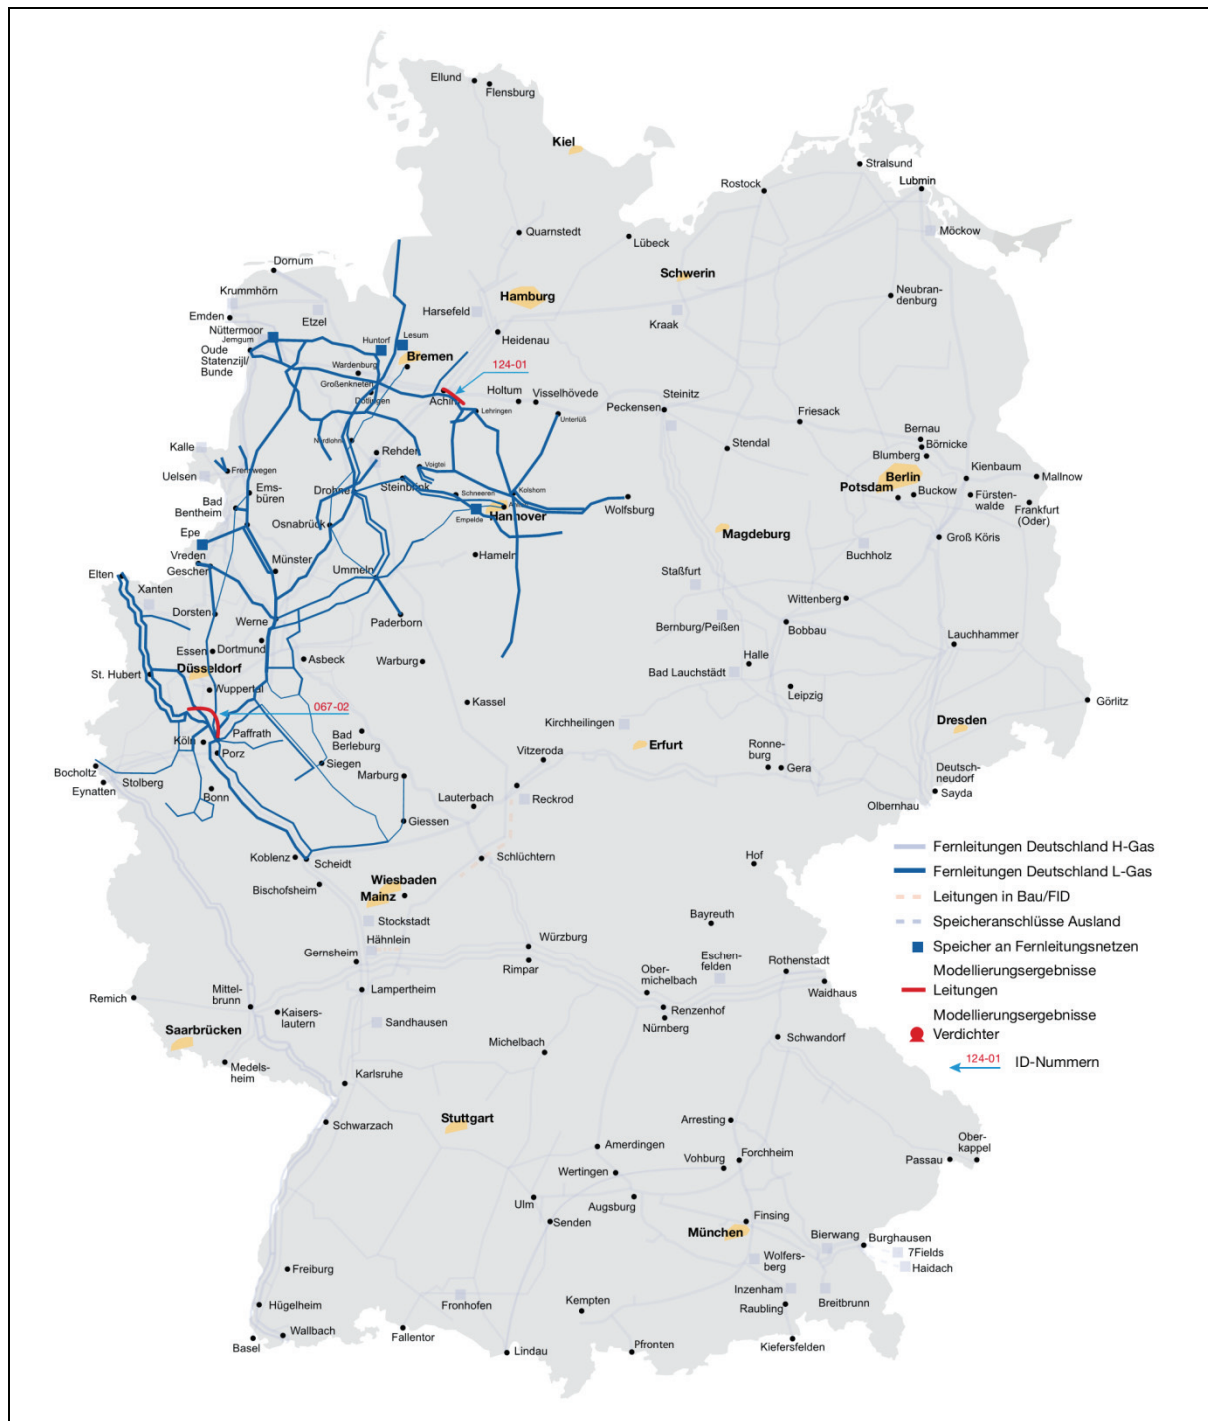 Ellund
Flensburg
Kiel
Stralsund
Lubmin
Rostock
Möckow
Quarnstedt
Lübeck
Schwerin
Dornum
Krummhörn
Hamburg
Neubran-
denburg
Emden
Etzel
Harsefeld
Kraak
Nüttermoor
Jemgum
Huntorf
Lesum
Heidenau
Oude
Statenzijl/
Bunde
Bremen
Wardenburg
124-01
Großenkneten
Dötlingen
Achim
Holtum
Visselhövede
Steinitz
Lehringen
Peckensen
Unterlüß
Friesack
Nordlohne
Bernau
Börnicke
Kalle
Rehden
Stendal
Blumberg
Voigtei
Kienbaum
Uelsen
Frenswegen
Berlin
Mallnow
Ems-
büren
Drohne
Steinbrink
Schneeren
Kolshorn
Potsdam
Buckow
Fürsten-
walde
Bad
Bentheim
Wolfsburg
Frankfurt
(Oder)
Hannover
Empelde
Osnabrück
Magdeburg
Epe
Groß Köris
Vreden
Buchholz
Gescher
Münster
Ummeln
Hameln
Elten
Staßfurt
Xanten
Wittenberg
Dorsten
Werne
Paderborn
Bernburg/Peißen
Bobbau
Lauchhammer
Essen
Dortmund
Asbeck
Warburg
Halle
Düsseldorf
Bad Lauchstädt
St. Hubert
Wuppertal
Leipzig
067-02
Kassel
Görlitz
Kirchheilingen
Dresden
Paffrath
Bad
Berleburg
Köln
Erfurt
Vitzeroda
Ronne-
burg
Porz
Siegen
Gera
Bocholtz
Marburg
Deutsch-
neudorf
Eynatten
Stolberg
Bonn
Lauterbach
Reckrod
Sayda
Olbernhau
Giessen
Fernleitungen Deutschland H-Gas
Koblenz
Scheidt
Schlüchtern
Hof
Fernleitungen Deutschland L-Gas
Bischofsheim
Wiesbaden
Mainz
Leitungen in Bau/FID
Stockstadt
Bayreuth
Speicheranschlüsse Ausland
Hähnlein
Würzburg
Speicher an Fernleitungsnetzen
Gernsheim
Eschen-
felden
Rimpar
Rothenstadt
Modellierungsergebnisse
Leitungen
Ober-
michelbach
Remich
Mittel-
brunn
Lampertheim
Waidhaus
Kaisers-
lautern
Sandhausen
Renzenhof
Nürnberg
Modellierungsergebnisse
Verdichter
Saarbrücken
Michelbach
Schwandorf
Medels-
heim
124-01
ID-Nummern
Karlsruhe
Stuttgart
Schwarzach
Arresting
Ober-
kappel
Amerdingen
Forchheim
Vohburg
Passau
Wertingen
Ulm
Augsburg
Senden
Finsing
München
Bierwang
Burghausen
7Fields
Wolfers-
berg
Haidach
Freiburg
Inzenham
Hügelheim
Fronhofen
Kempten
Raubling
Breitbrunn
Wallbach
Basel
Fallentor
Lindau
Pfronten
Kiefersfelden